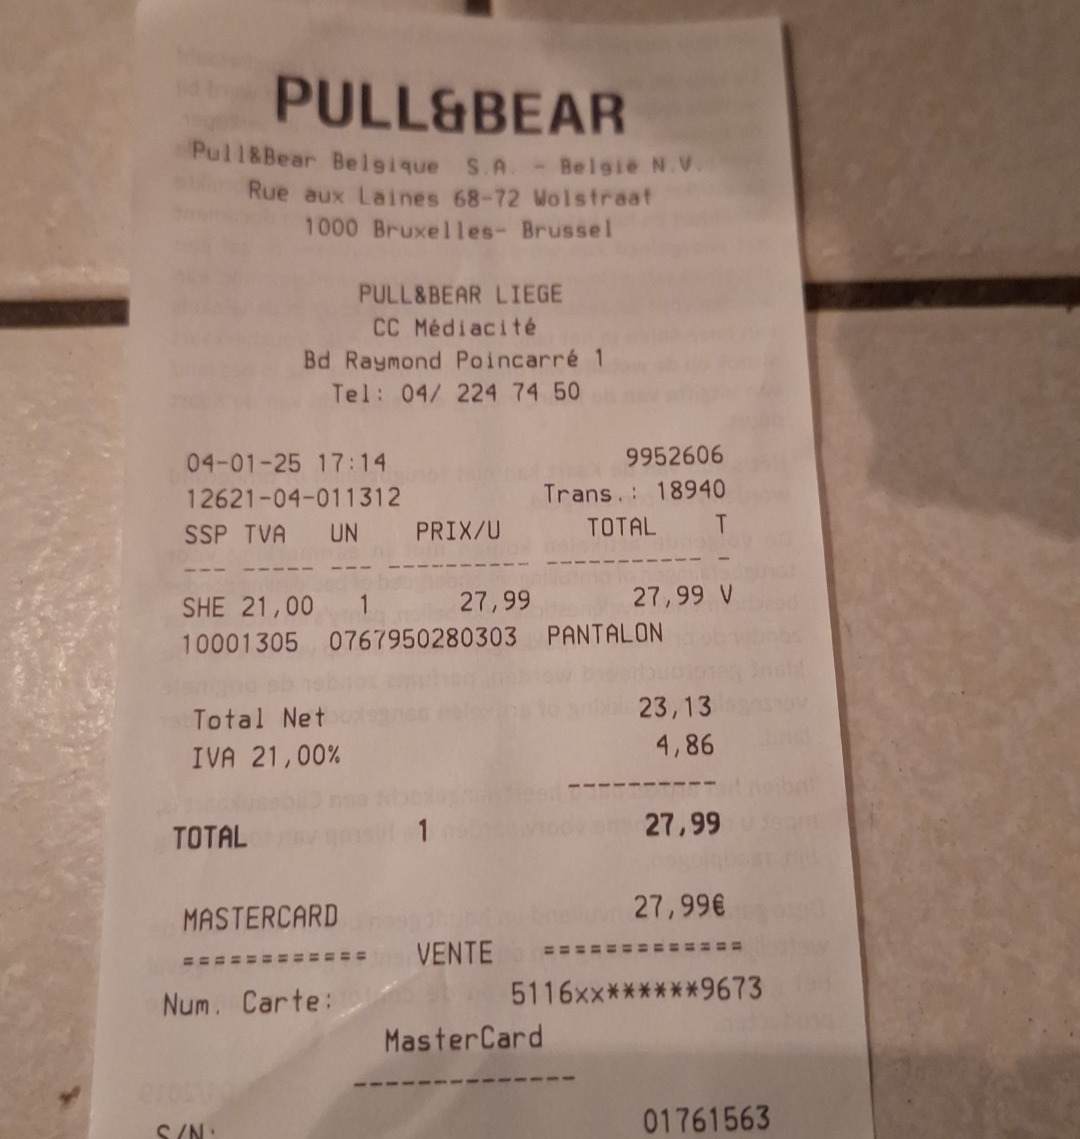 PULL&BEAR
Pull&Bear Belgique S.A. - België N.V.
Rue aux Laines 68-72 Wolstraat
1000 Bruxelles- Brussel
PULL&BEAR LIEGE
CC Médiacité
Bd Raymond Poincarré 1
Tel: 04/ 224 74 50
04-01-25 17:14 9952606
12621-04-011312 Trans.: 18940
SSP TVA UN PRIX/U TOTAL T
--- ----- --- ---------- ----------- -
SHE 21,00 1 27,99 27,99 V
10001305 0767950280303 PANTALON
Total Net 23,13
IVA 21,00% 4,86
----------
TOTAL 1 27,99
MASTERCARD 27,99€
============ VENTE =============
Num. Carte: 5116xx******9673
MasterCard
--------------
S/N: 01761563